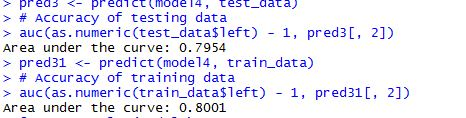 > pred3 <- predict(model4, test_data)
> # Accuracy of testing data
> auc(as.numeric(test_data$left) - 1, pred3[, 2])
Area under the curve: 0.7954
> pred31 <- predict(model4, train_data)
> # Accuracy of training data
> auc(as.numeric(train_data$left) - 1, pred31[, 2])
Area under the curve: 0.8001